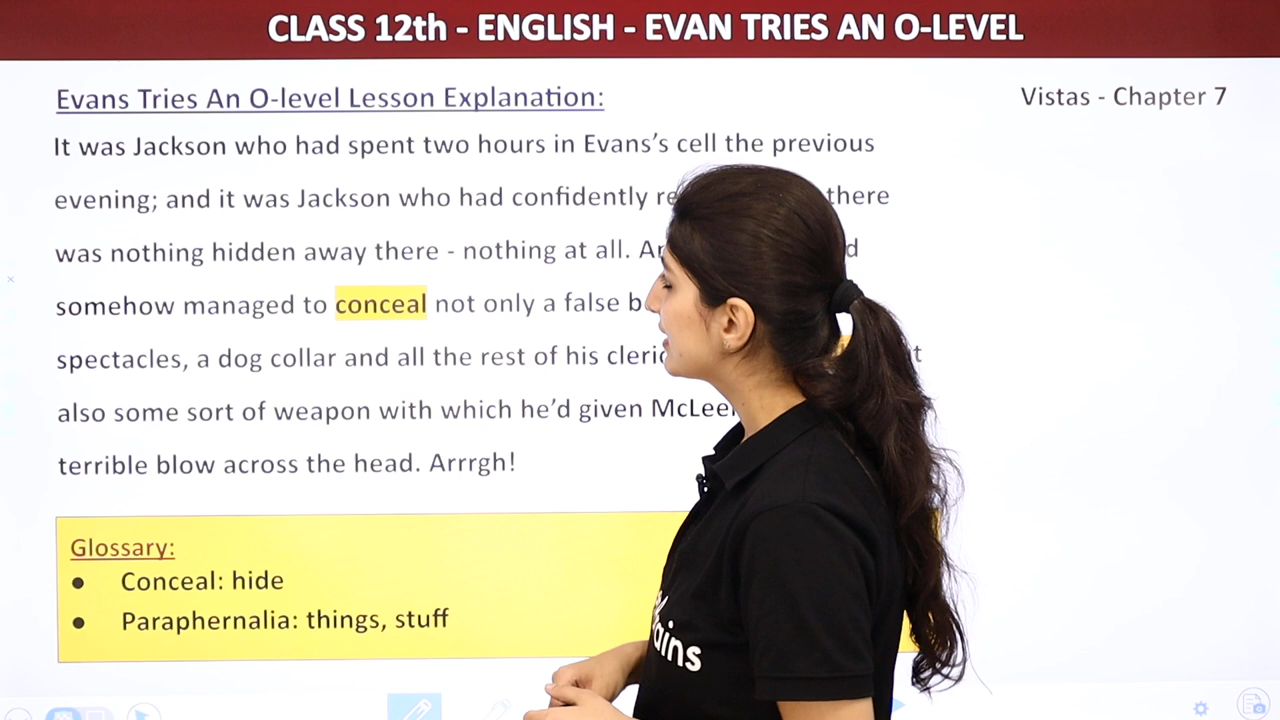 CLASS 12th - ENGLISH - EVAN TRIES AN O-LEVEL
Evans Tries An O-level Lesson Explanation:
Vistas - Chapter 7
It was Jackson who had spent two hours in Evans's cell the previous
evening; and it was Jackson who had confidently there
was nothing hidden away there - nothing at all.
somehow managed to conceal not only a false
spectacles, a dog collar and all the rest of his
also some sort of weapon with which he'd given
terrible blow across the head. Arrrgh!
Glossary:
● Conceal: hide
● Paraphernalia: things, stuff